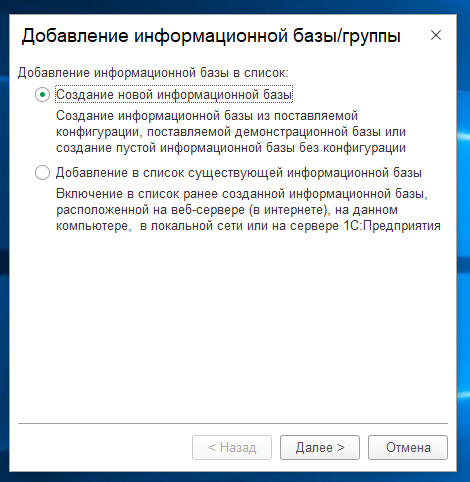 Добавление информационной базы/группы
Добавление информационной базы в список:
Создание новой информационной базы
Создание информационной базы из поставляемой
конфигурации, поставляемой демонстрационной базы или
создание пустой информационной базы без конфигурации
Добавление в список существующей информационной базы
Включение в список ранее созданной информационной базы,
расположенной на веб-сервере (в интернете), на данном
компьютере, в локальной сети или на сервере 1С:Предприятия
< Назад
Далее >
Отмена